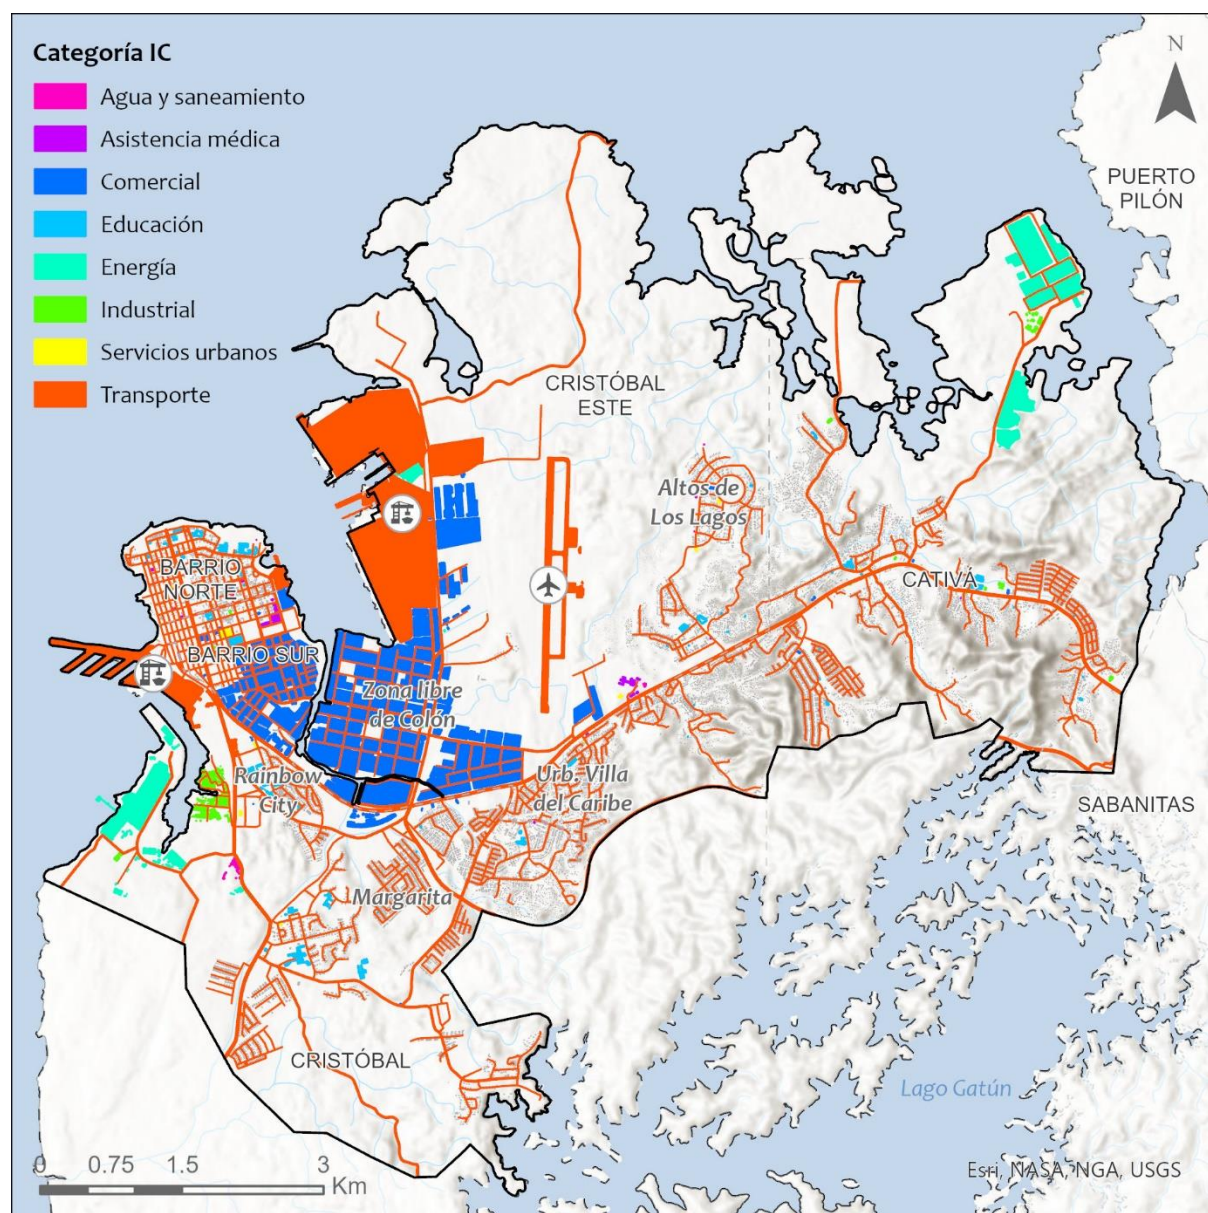 Categoría IC
Agua y saneamiento
Asistencia médica
Comercial
Educación
Energía
Industrial
Servicios urbanos
Transporte
N
PUERTO
PILÓN
CRISTÓBAL
ESTE
Altos de
Los Lagos
BARRIO
NORTE
CATIVÁ
BARRIO SUR
Zona libre
de Colón
Rainbow
City
Urb. Villa
del Caribe
SABANITAS
Margarita
CRISTÓBAL
Lago Gatún
0 0.75 1.5 3
Km
Esri, NASA, NGA, USGS